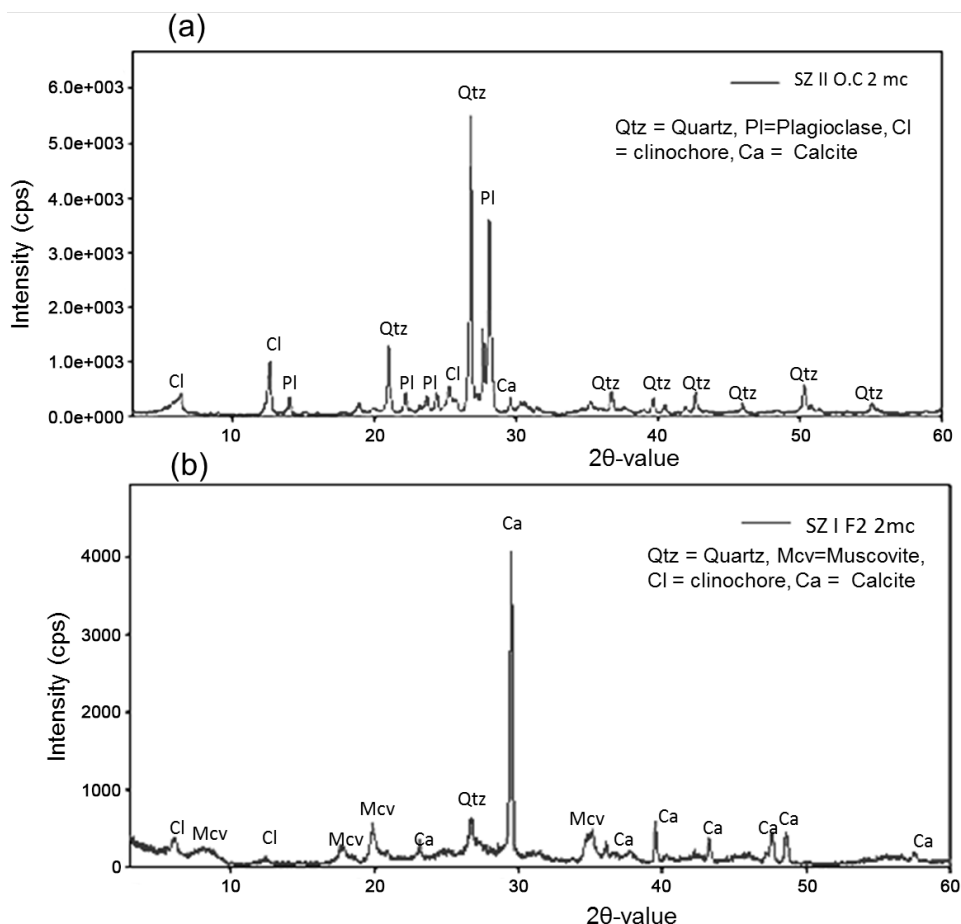 (a)
SZ II O.C 2 mc
Qtz = Quartz, Pl=Plagioclase, Cl
= clinochore, Ca = Calcite
Intensity (cps)
6.0e+003
5.0e+003
4.0e+003
3.0e+003
2.0e+003
1.0e+003
0.0e+000
Qtz
Pl
Cl
Cl
Pl
Qtz
Pl
Pl
Cl
Ca
Qtz
Qtz
Qtz
Qtz
Qtz
Qtz
10 20 30 40 50 60
2θ-value
(b)
SZ I F2 2mc
Qtz = Quartz, Mcv=Muscovite,
Cl = clinochore, Ca = Calcite
Intensity (cps)
4000
3000
2000
1000
0
Ca
Cl
Mcv
Cl
Mcv
Mcv
Ca
Qtz
Mcv
Ca
Ca
Ca
Ca
Ca
Ca
10 20 30 40 50 60
2θ-value